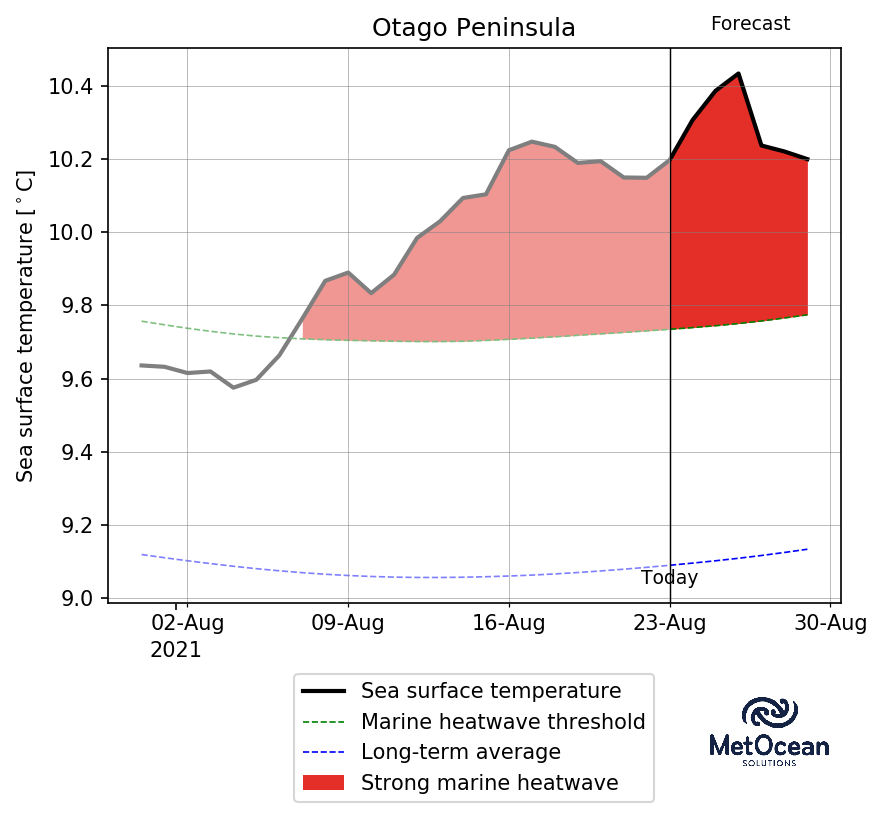 Otago Peninsula
Forecast
Sea surface temperature [°C]
10.4
10.2
10.0
9.8
9.6
9.4
9.2
9.0
Today
02-Aug
09-Aug
16-Aug
23-Aug
30-Aug
2021
Sea surface temperature
Marine heatwave threshold
Long-term average
Strong marine heatwave
MetOcean
SOLUTIONS